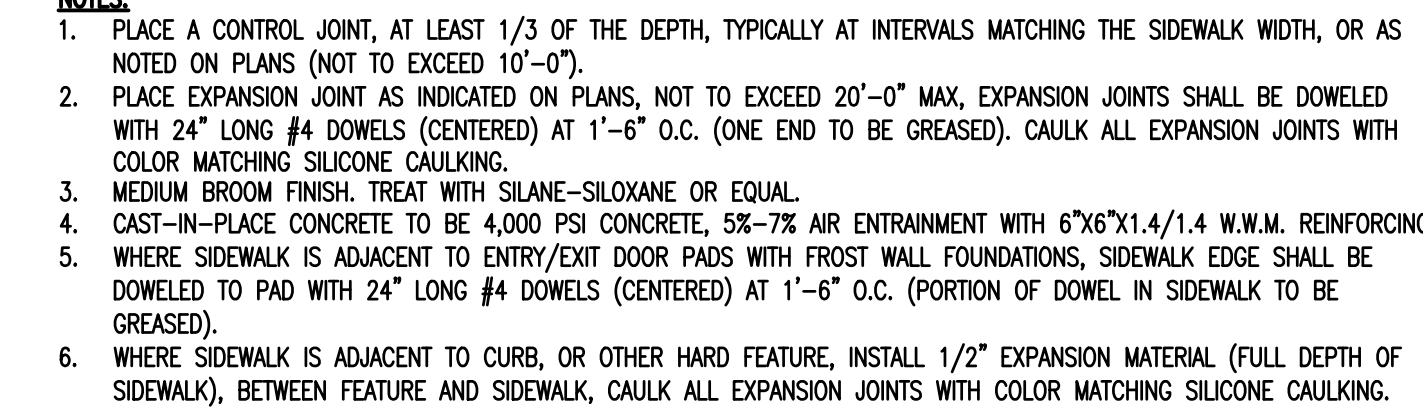 NOTES:
1. PLACE A CONTROL JOINT, AT LEAST 1/3 OF THE DEPTH, TYPICALLY AT INTERVALS MATCHING THE SIDEWALK WIDTH, OR AS
NOTED ON PLANS (NOT TO EXCEED 10'-0").
2. PLACE EXPANSION JOINT AS INDICATED ON PLANS, NOT TO EXCEED 20'-0" MAX, EXPANSION JOINTS SHALL BE DOWELED
WITH 24" LONG #4 DOWELS (CENTERED) AT 1'-6" O.C. (ONE END TO BE GREASED). CAULK ALL EXPANSION JOINTS WITH
COLOR MATCHING SILICONE CAULKING.
3. MEDIUM BROOM FINISH. TREAT WITH SILANE-SILOXANE OR EQUAL.
4. CAST-IN-PLACE CONCRETE TO BE 4,000 PSI CONCRETE, 5%-7% AIR ENTRAINMENT WITH 6"X6"X1.4/1.4 W.W.M. REINFORCING
5. WHERE SIDEWALK IS ADJACENT TO ENTRY/EXIT DOOR PADS WITH FROST WALL FOUNDATIONS, SIDEWALK EDGE SHALL BE
DOWELED TO PAD WITH 24" LONG #4 DOWELS (CENTERED) AT 1'-6" O.C. (PORTION OF DOWEL IN SIDEWALK TO BE
GREASED).
6. WHERE SIDEWALK IS ADJACENT TO CURB, OR OTHER HARD FEATURE, INSTALL 1/2" EXPANSION MATERIAL (FULL DEPTH OF
SIDEWALK), BETWEEN FEATURE AND SIDEWALK, CAULK ALL EXPANSION JOINTS WITH COLOR MATCHING SILICONE CAULKING.